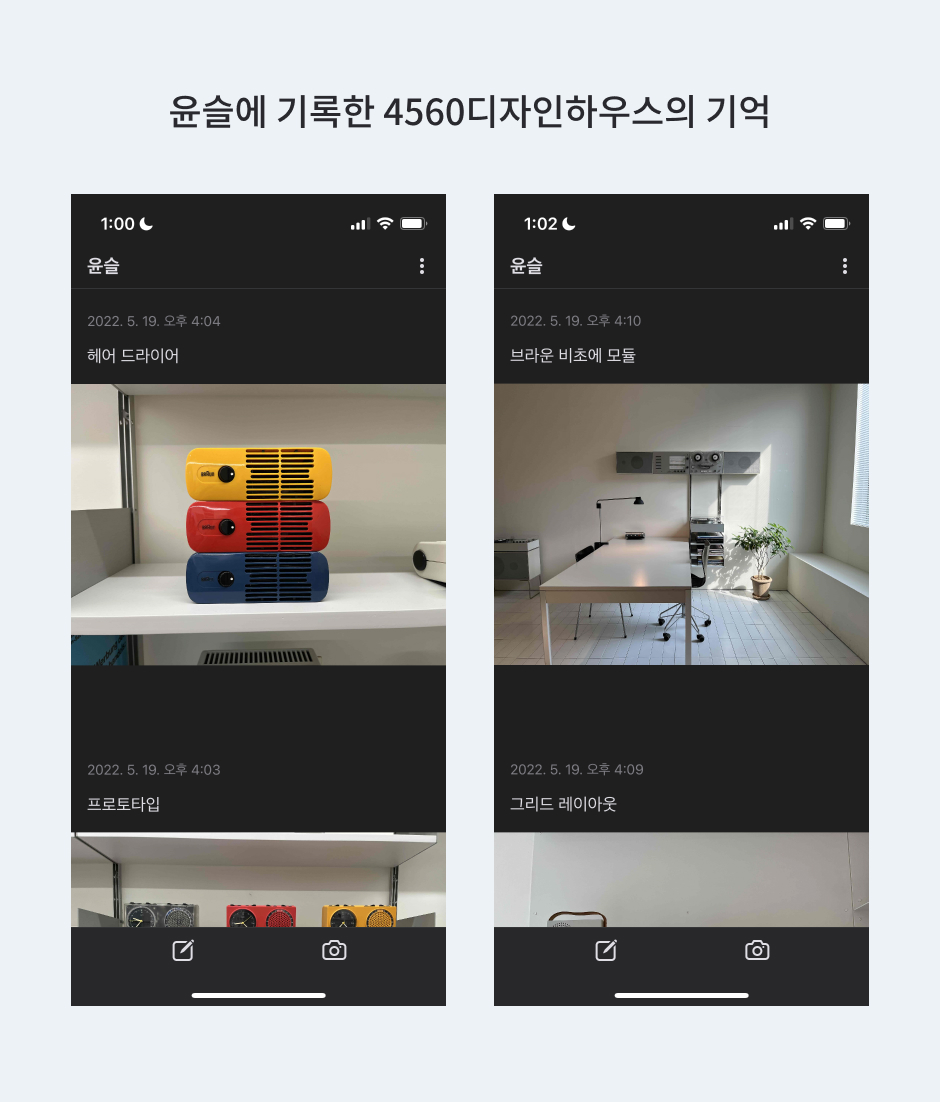 윤슬에 기록한 4560디자인하우스의 기억
1:00
윤슬
2022. 5. 19. 오후 4:04
헤어 드라이어
2022. 5. 19. 오후 4:03
프로토타입
1:02
윤슬
2022. 5. 19. 오후 4:10
브라운 비초에 모듈
2022. 5. 19. 오후 4:09
그리드 레이아웃